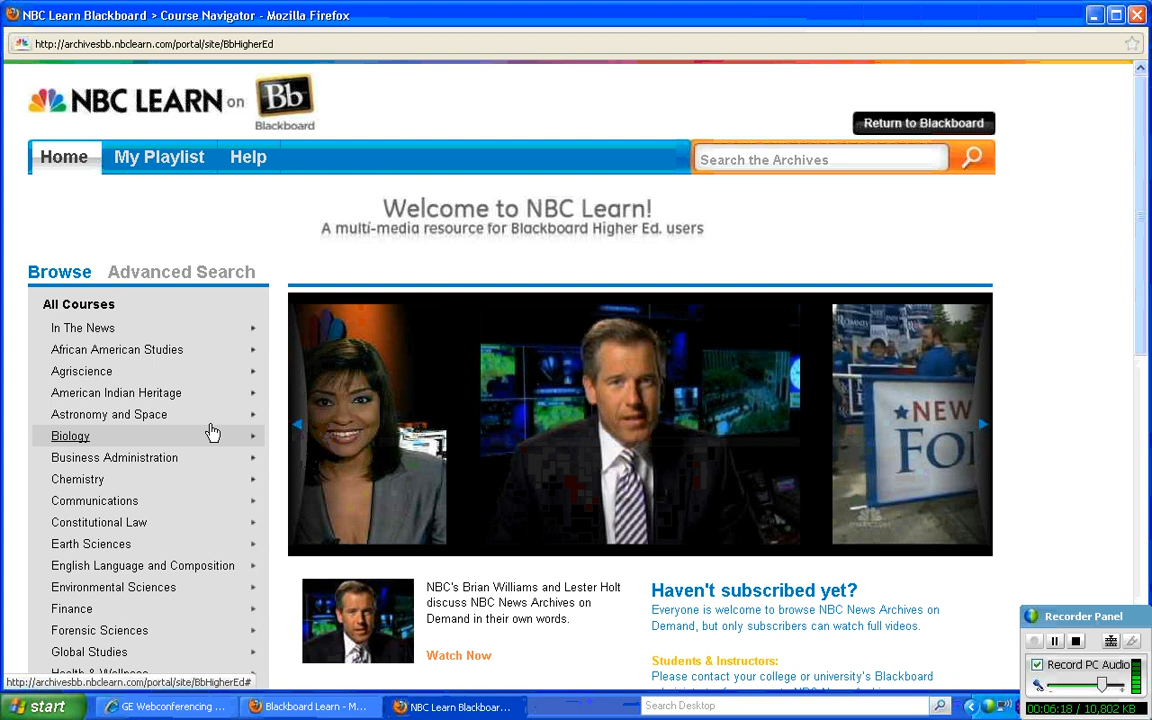 NBC Learn Blackboard > Course Navigator - Mozilla Firefox
http://archivesbb.nbclearn.com/portal/site/BbHigherEd
NBC LEARN on Bb
Blackboard
Return to Blackboard
Home My Playlist Help Search the Archives
Welcome to NBC Learn!
A multi-media resource for Blackboard Higher Ed. users
Browse Advanced Search
All Courses
In The News
African American Studies
Agriscience
American Indian Heritage
Astronomy and Space
Biology
Business Administration
Chemistry
Communications
Constitutional Law
Earth Sciences
English Language and Composition
Environmental Sciences
Finance
Forensic Sciences
Global Studies
Health & Wellness
ROMNEY
NEW
FO
NBC's Brian Williams and Lester Holt
discuss NBC News Archives on
Demand in their own words.
Watch Now
Haven't subscribed yet?
Everyone is welcome to browse NBC News Archives on
Demand, but only subscribers can watch full videos.
Students & Instructors:
Please contact your college or university's Blackboard
Recorder Panel
Record PC Audio
00:06:18 / 10,802 KB
http://archivesbb.nbclearn.com/portal/site/BbHigherEd#
start GE Webconferencing ... Blackboard Learn - M... NBC Learn Blackboar... Search Desktop